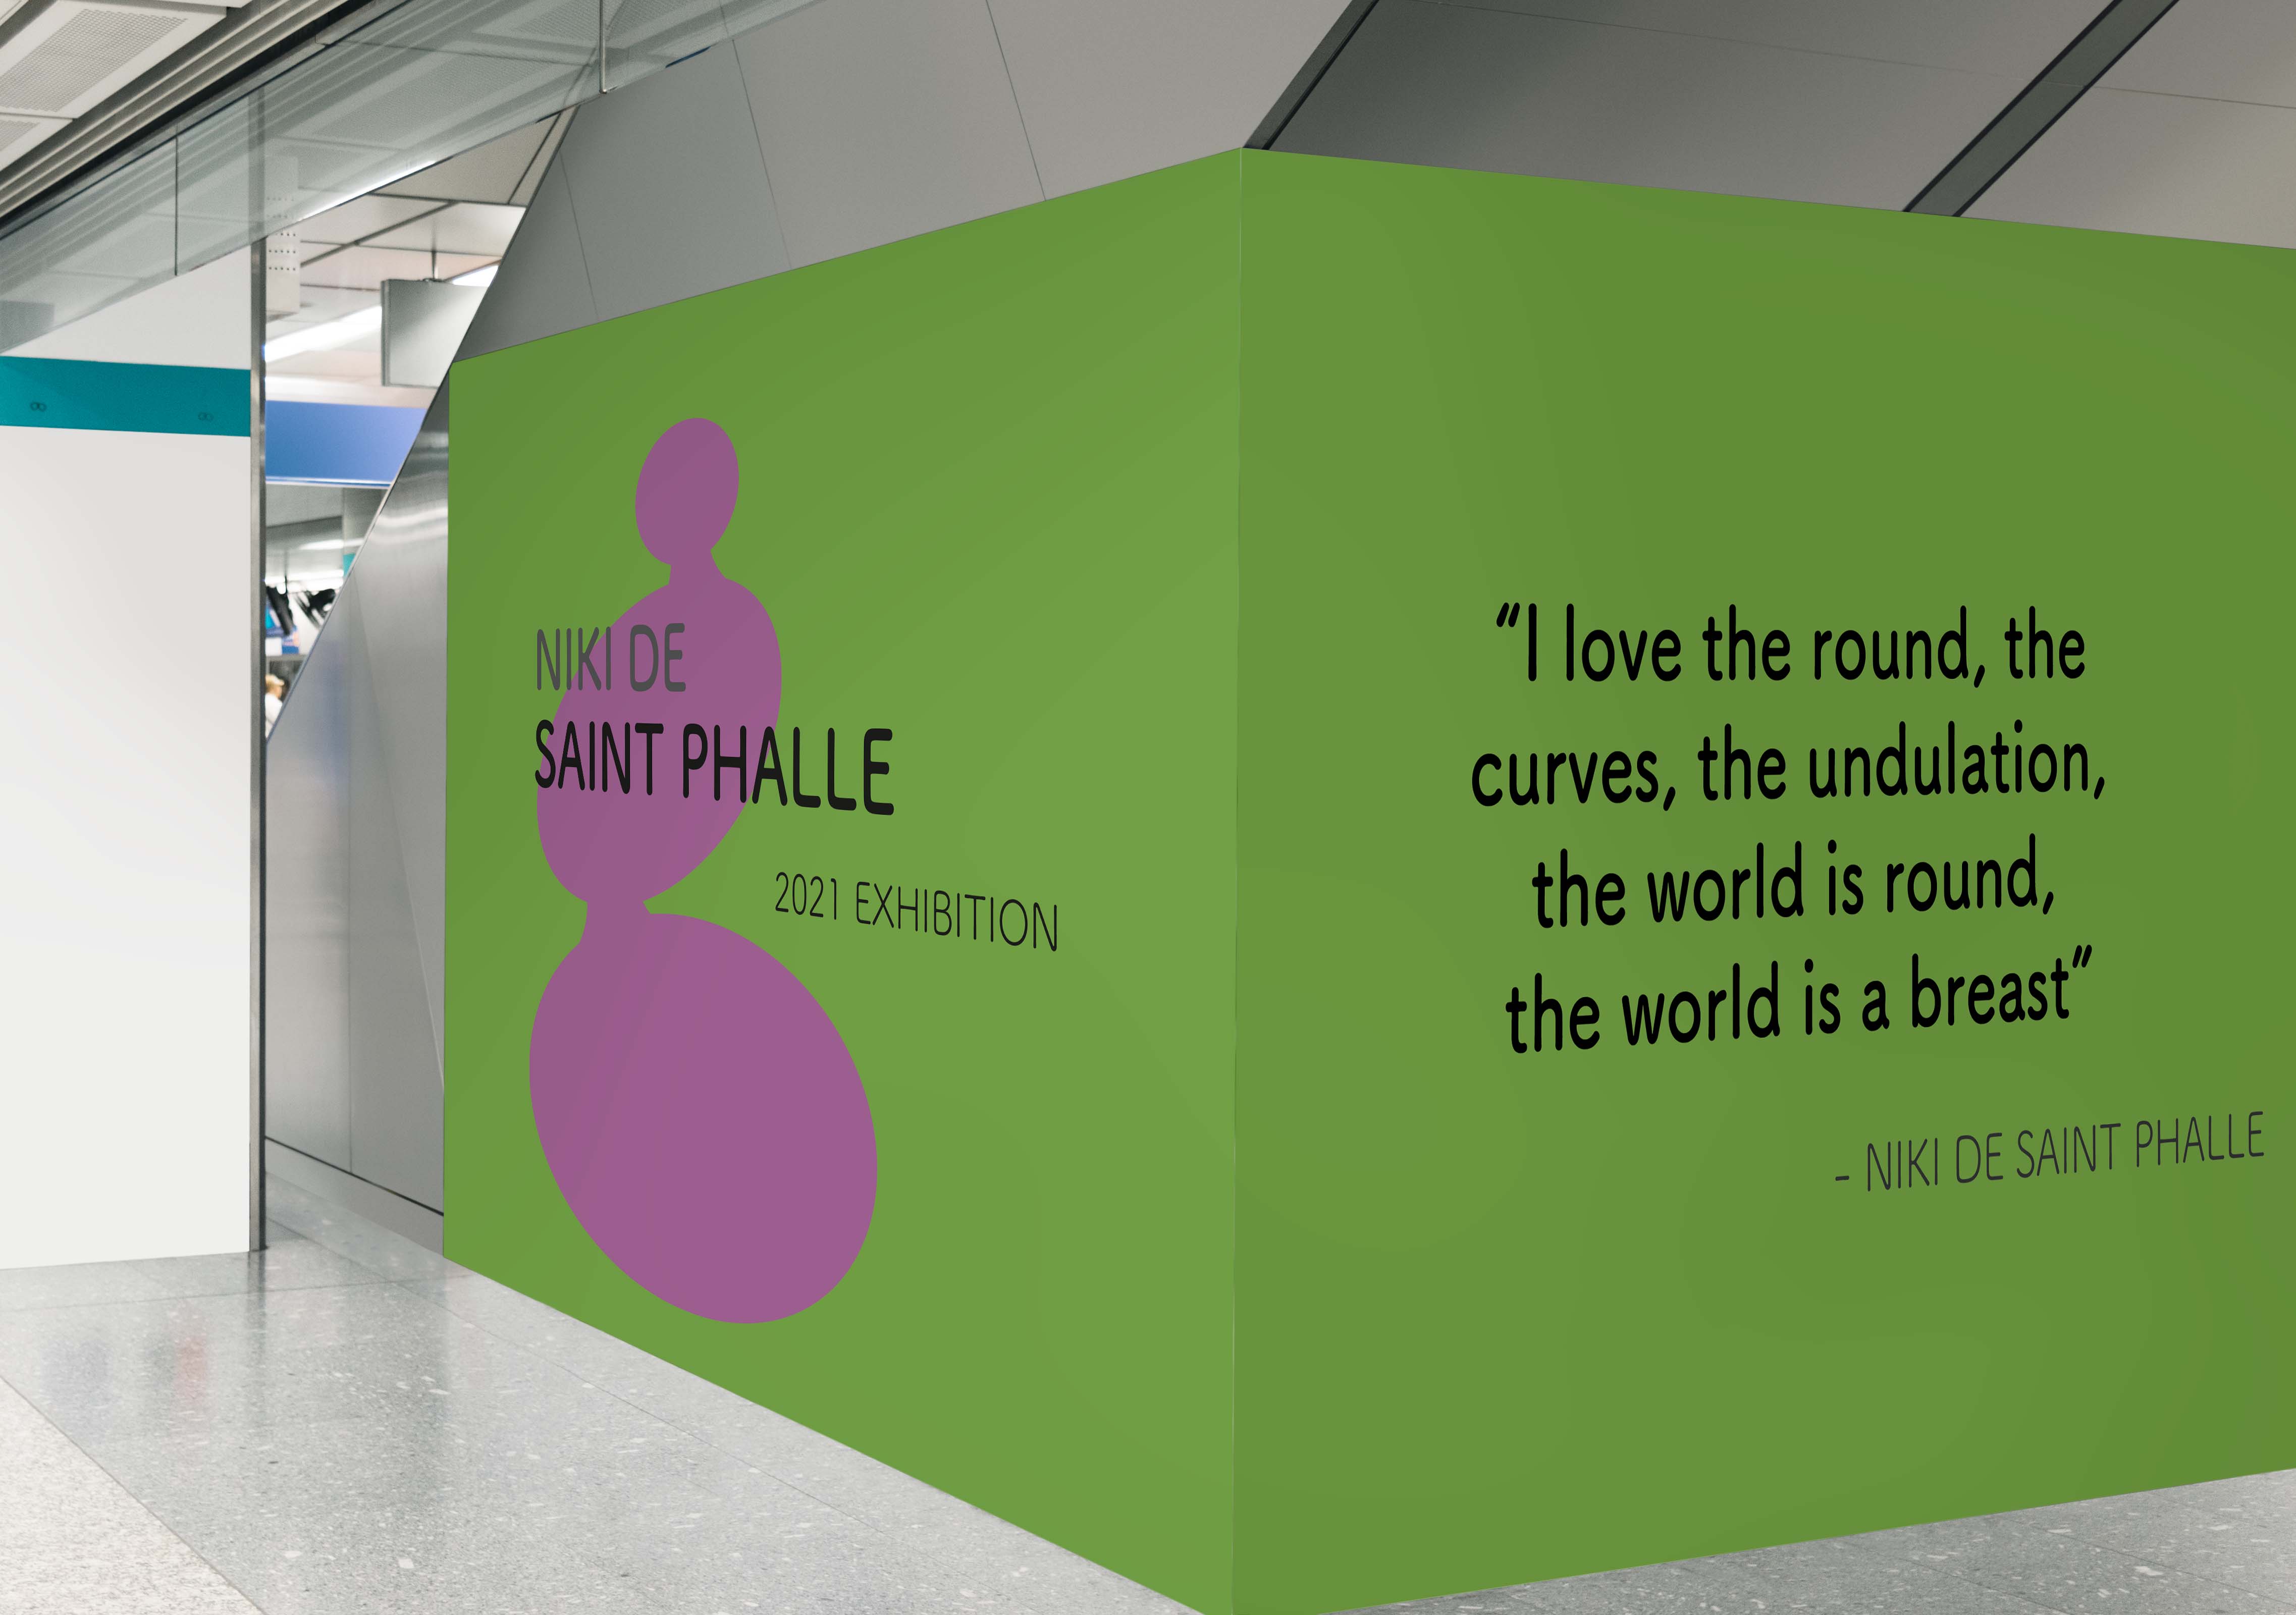 NIKI DE
SAINT PHALLE
2021 EXHIBITION
“I love the round, the
curves, the undulation,
the world is round,
the world is a breast”
– NIKI DE SAINT PHALLE